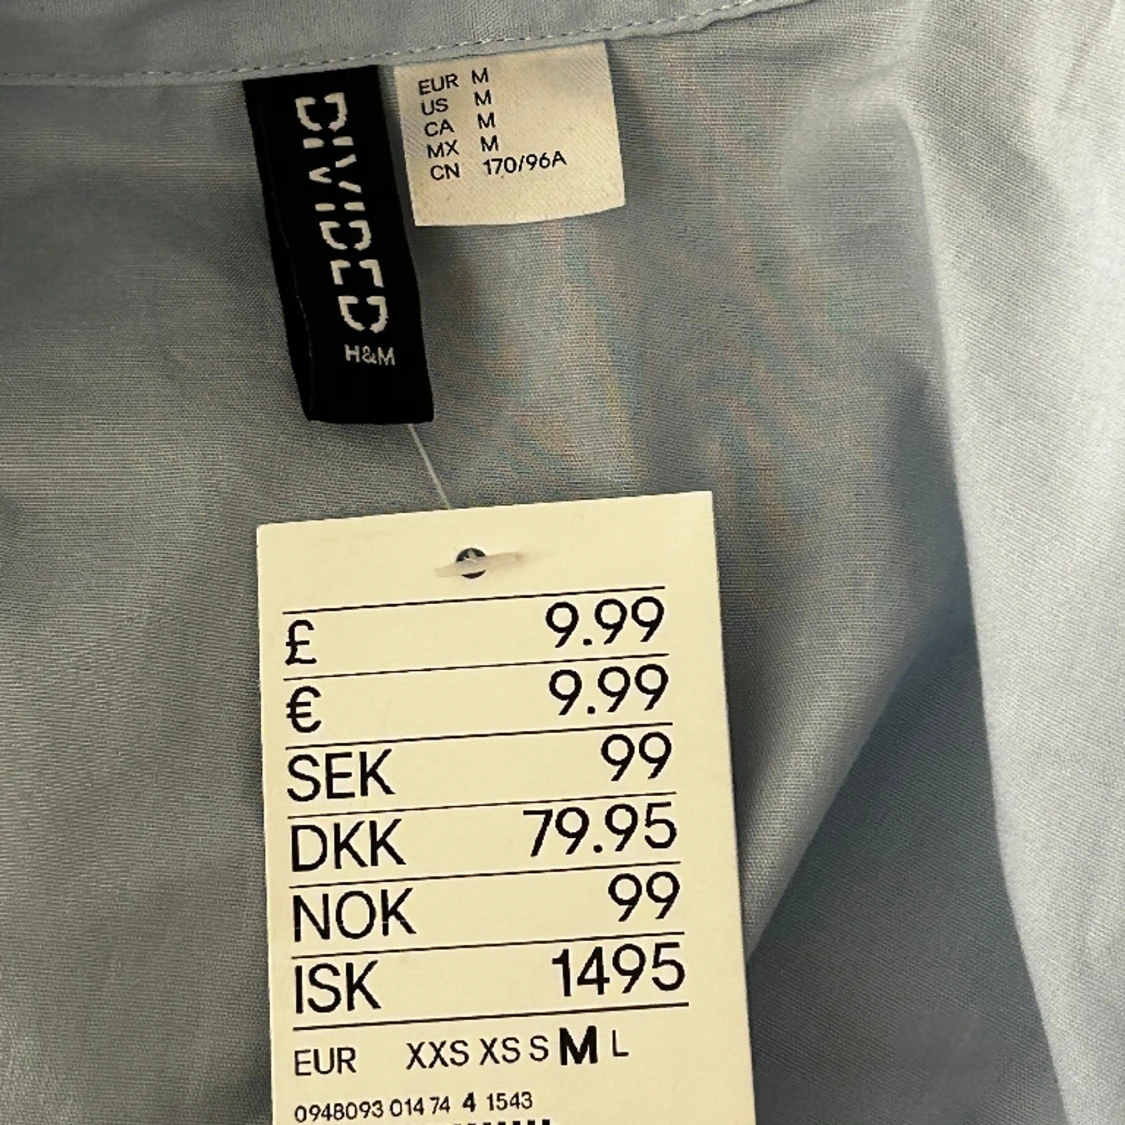 DIVIDED
H&M
EUR M
US M
CA M
MX M
CN 170/96A
£ 9.99
€ 9.99
SEK 99
DKK 79.95
NOK 99
ISK 1495
EUR XXS XS S M L
0948093 014 74 4 1543